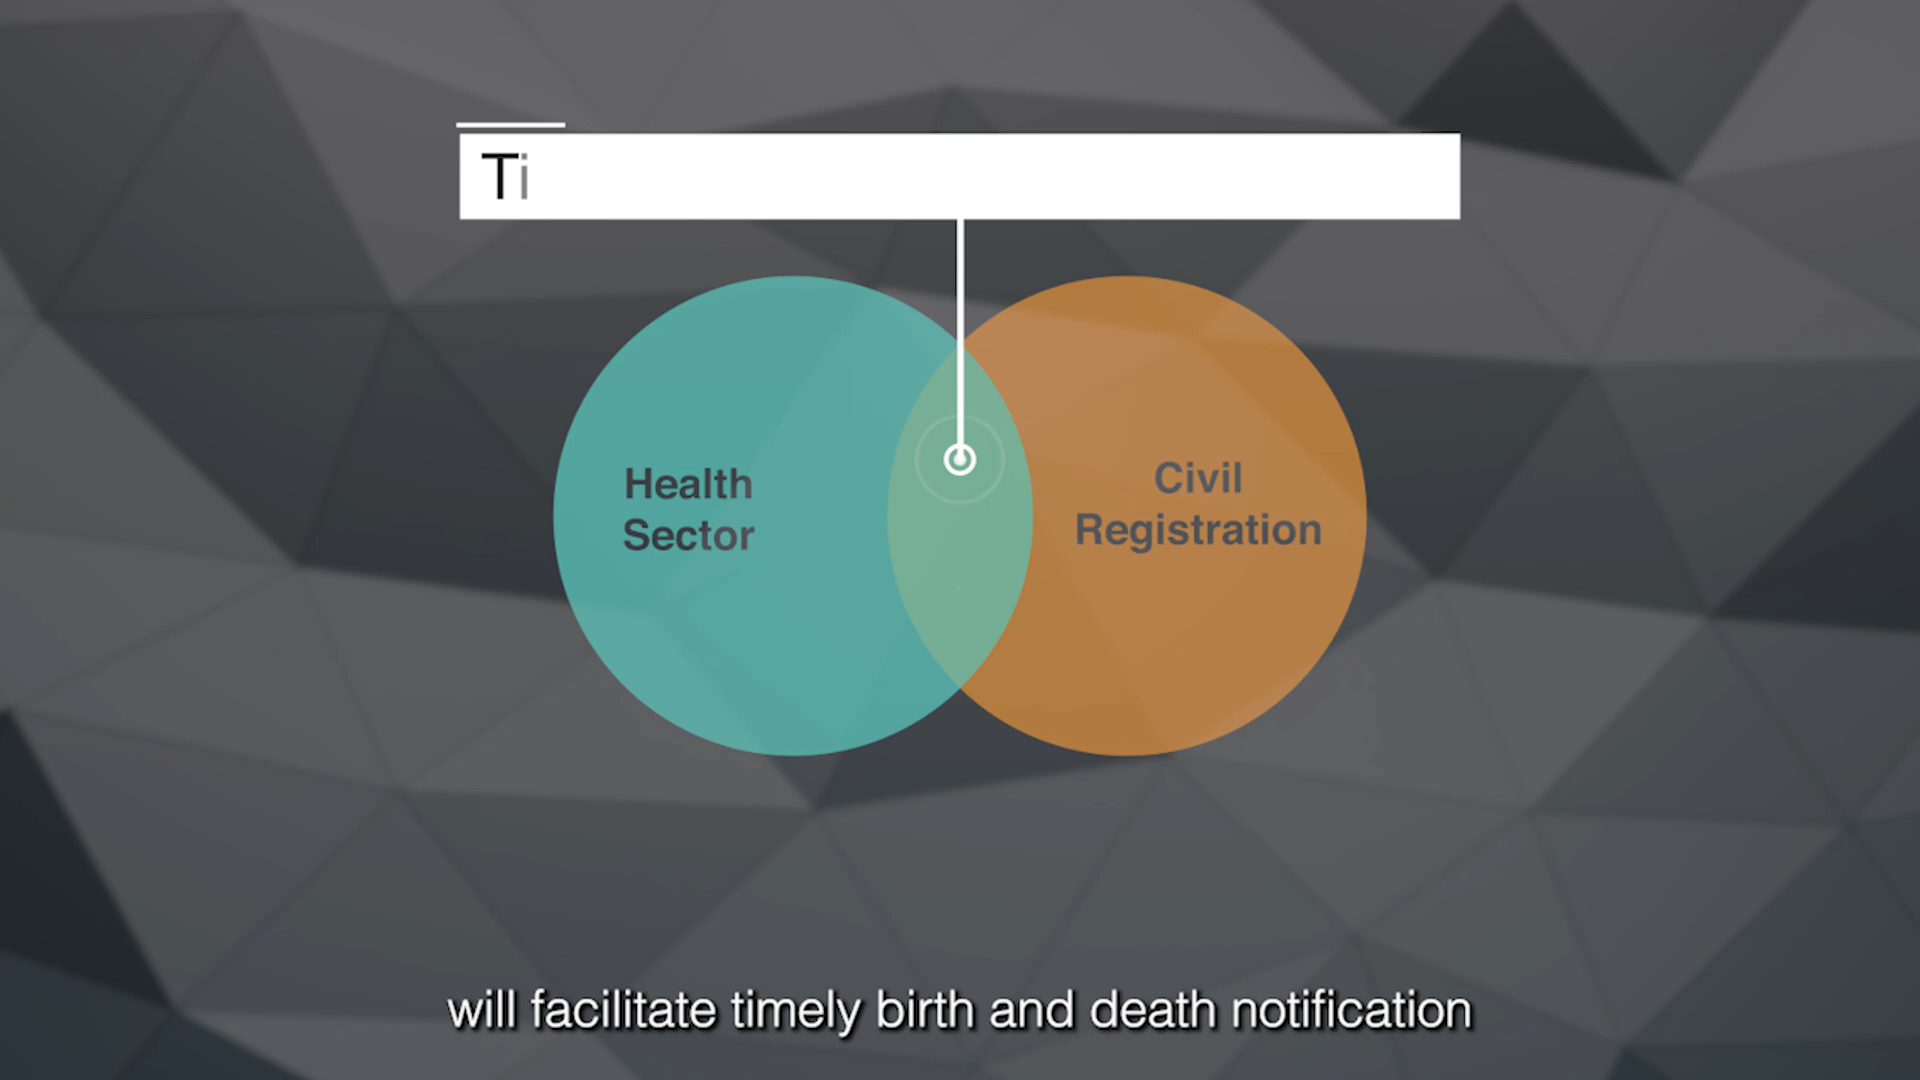 Ti
Health
Sector
Civil
Registration
will facilitate timely birth and death notification